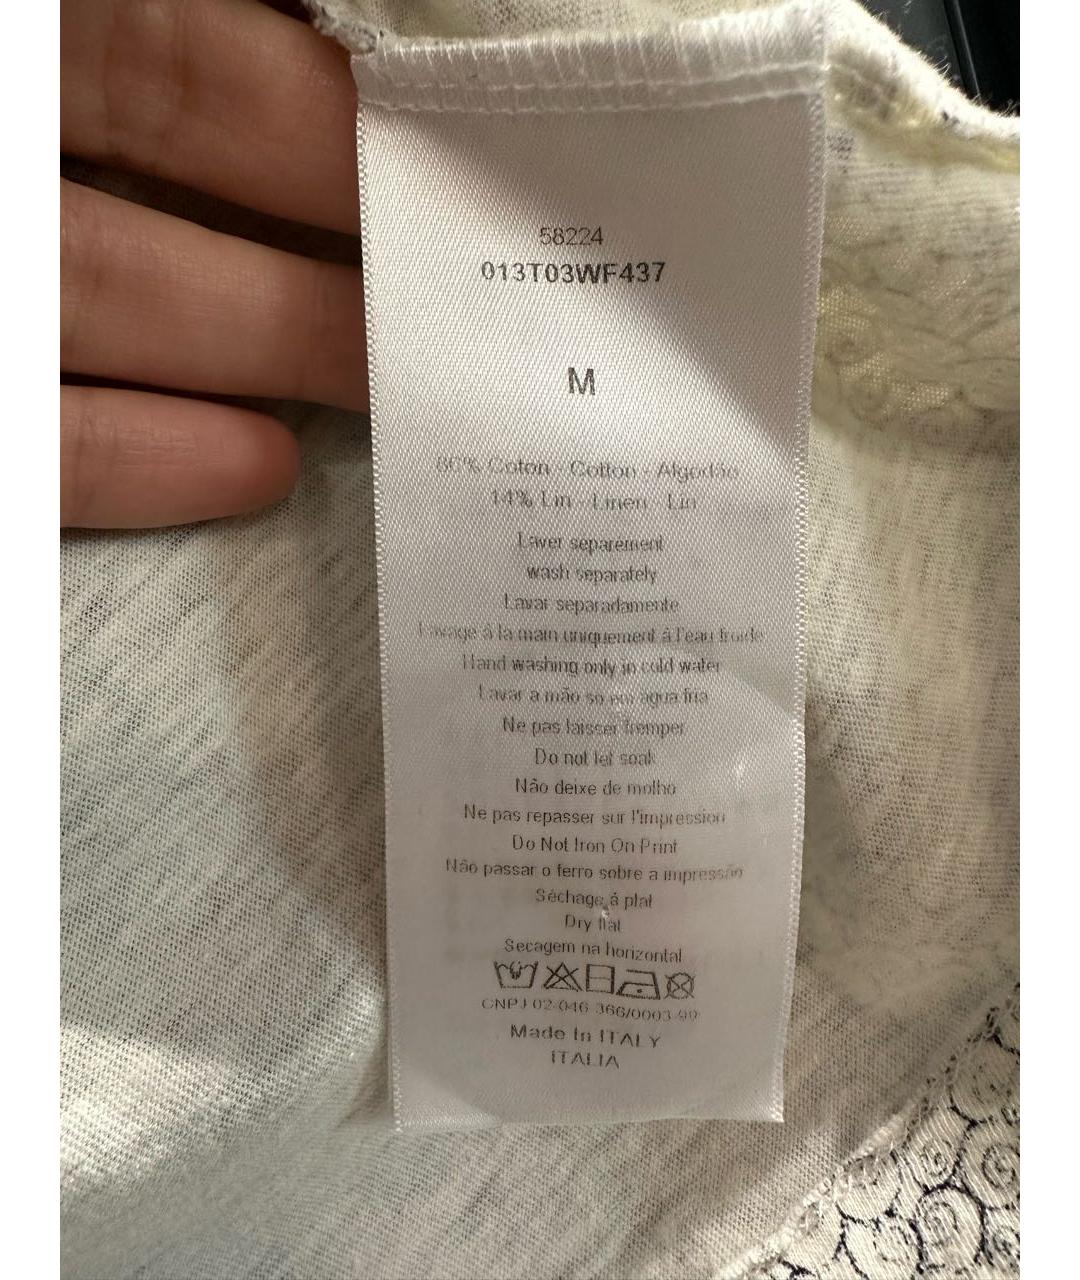 58224
013T03WF437
M
86% Coton - Cotton - Algodão
14% Lin - Linen - Lin
Laver separement
wash separately
Lavar separadamente
Lavage à la main uniquement à l'eau froide
Hand washing only in cold water
Lavar a mão so em agua fria
Ne pas laisser tremper
Do not let soak
Não deixe de molho
Ne pas repasser sur l'impression
Do Not Iron On Print
Não passar o ferro sobre a impressão
Séchage á plat
Dry flat
Secagem na horizontal
CNPJ 02-046 366/0003-99
Made In ITALY
ITALIA